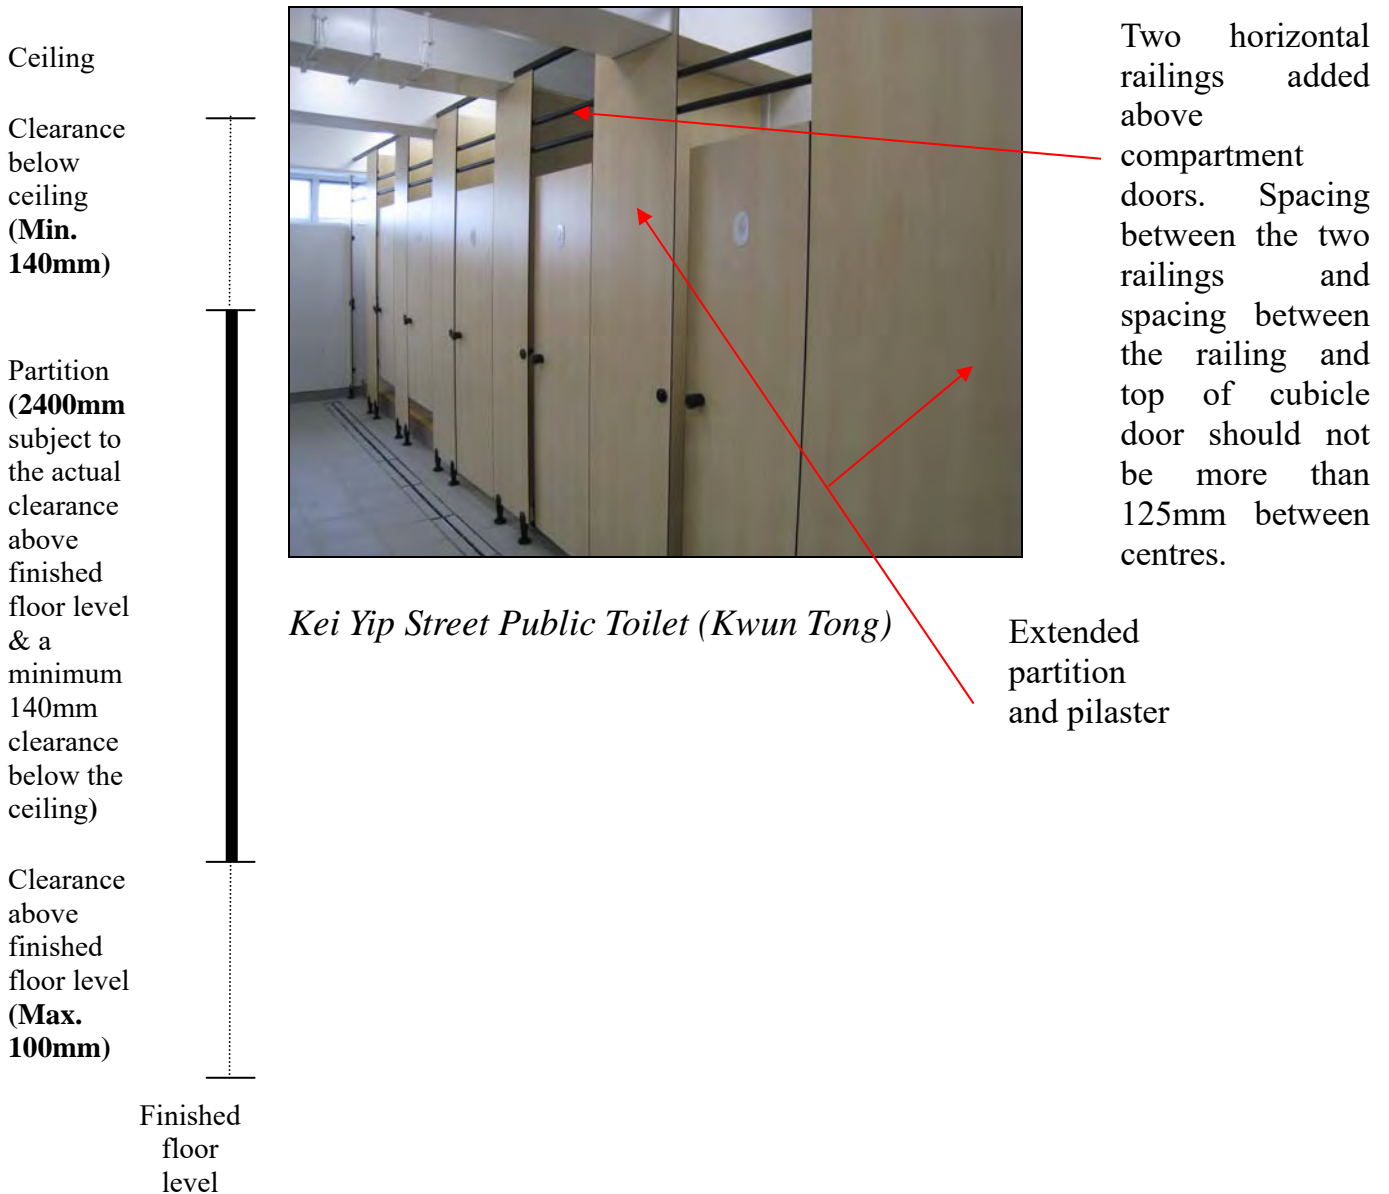 Ceiling
Clearance
below
ceiling
(Min.
140mm)
Partition
(2400mm
subject to
the actual
clearance
above
finished
floor level
& a
minimum
140mm
clearance
below the
ceiling)
Clearance
above
finished
floor level
(Max.
100mm)
Finished
floor
level
Kei Yip Street Public Toilet (Kwun Tong)
Two horizontal
railings added
above
compartment
doors. Spacing
between the two
railings and
spacing between
the railing and
top of cubicle
door should not
be more than
125mm between
centres.
Extended
partition
and pilaster